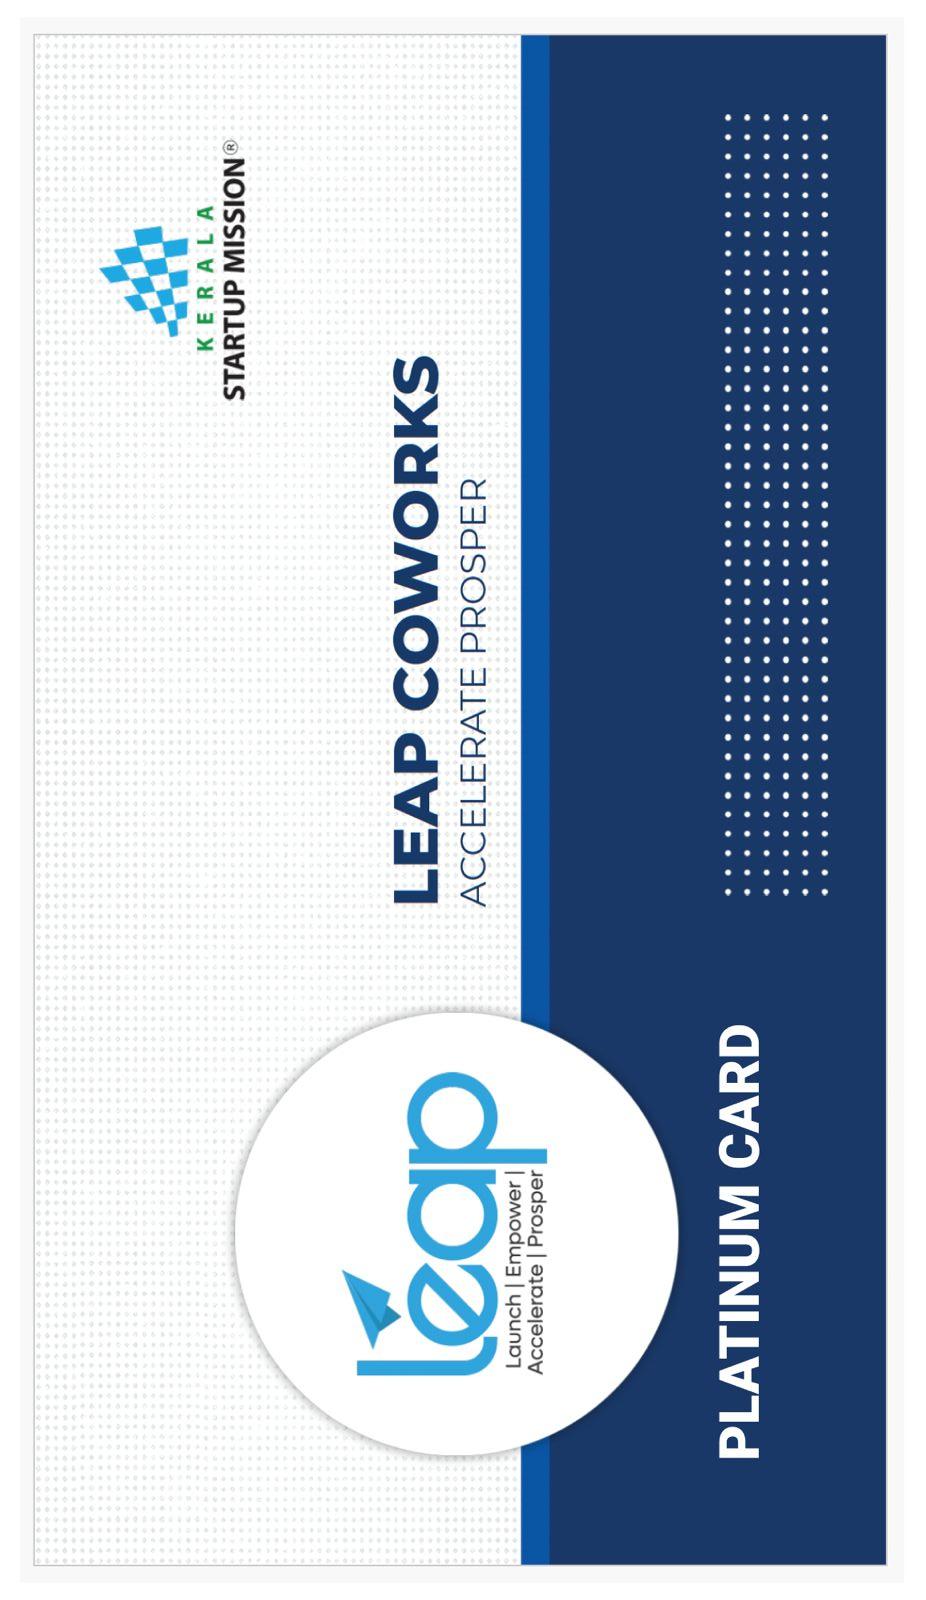 KERALA
STARTUP MISSION®
LEAP COWORKS
ACCELERATE PROSPER
Leap
Launch | Empower |
Accelerate | Prosper
PLATINUM CARD